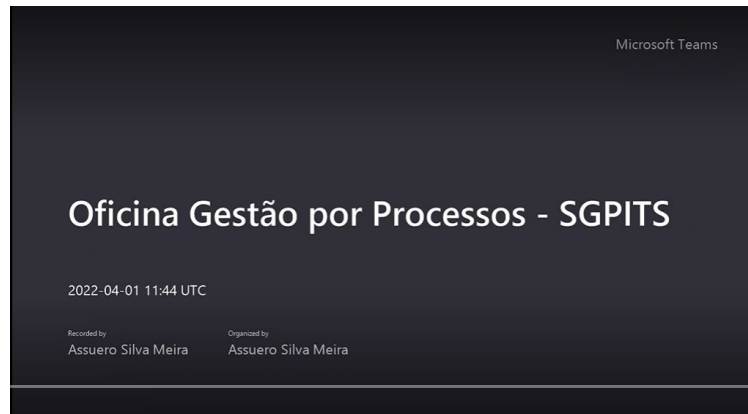 Microsoft Teams
Oficina Gestão por Processos - SGPITS
2022-04-01 11:44 UTC
Recorded by
Organized by
Assuero Silva Meira
Assuero Silva Meira